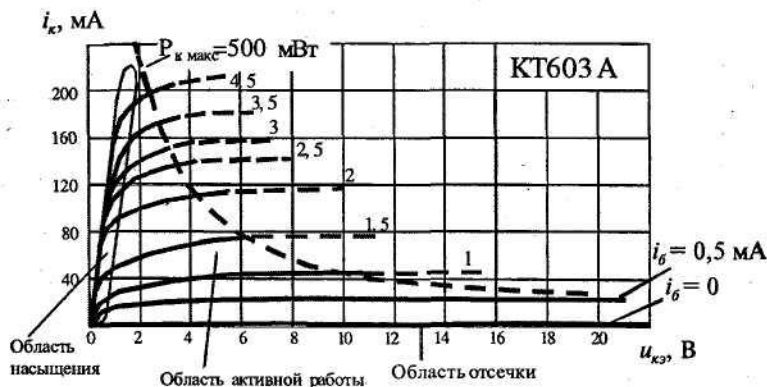 iк, мА
Pк макс=500 мВт
КТ603 А
200
160
120
80
40
4,5
3,5
3
2,5
2
1,5
1
iб = 0,5 мА
iб = 0
0
2
4
6
8
10
12
14
16
18
20
uкэ, В
Область насыщения
Область активной работы
Область отсечки